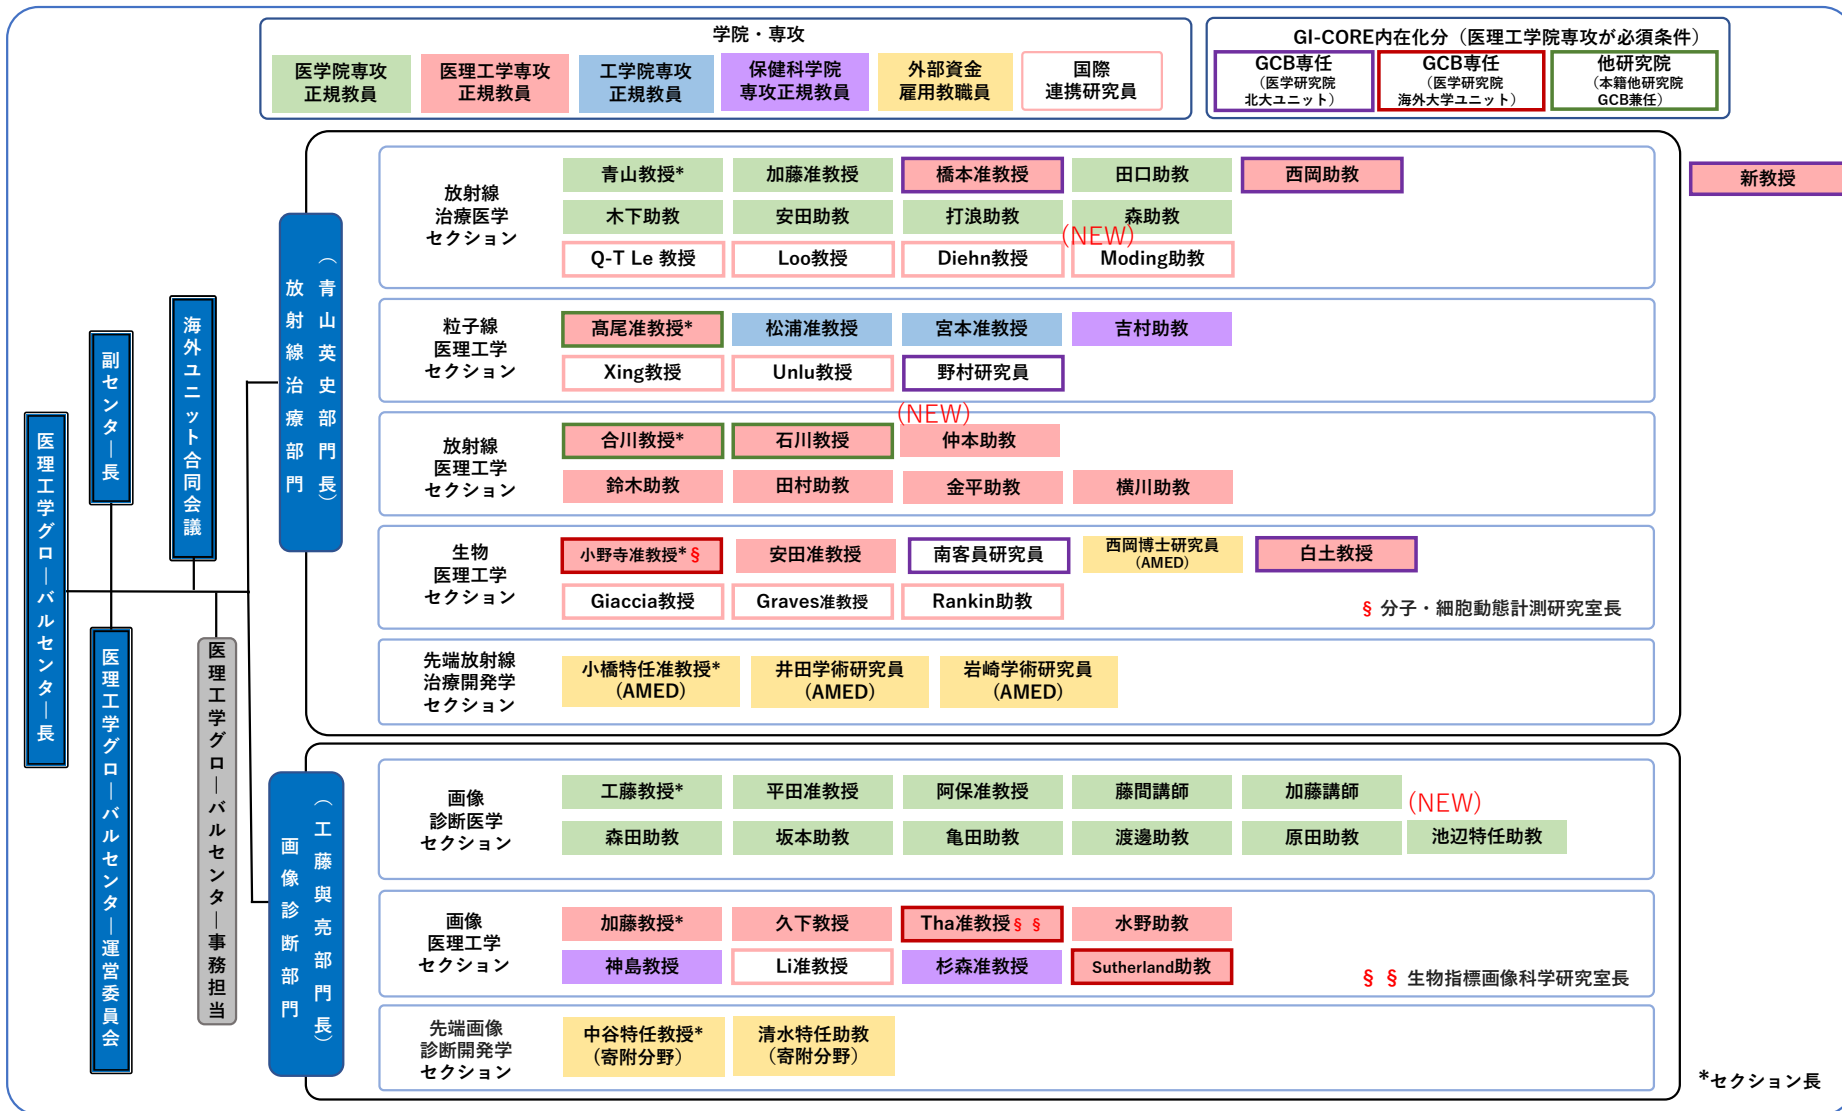 学院・専攻
医学院専攻
正規教員
医理工学専攻
正規教員
工学院専攻
正規教員
保健科学院
専攻正規教員
外部資金
雇用教職員
国際
連携研究員
GI-CORE内在化分（医理工学院専攻が必須条件）
GCB専任
（医学研究院
北大ユニット）
GCB専任
（医学研究院
海外大学ユニット）
他研究院
（本籍他研究院
GCB兼任）
医理工学グローバルセンター長
副センター長
医理工学グローバルセンター運営委員会
海外ユニット合同会議
医理工学グローバルセンター事務担当
放射線治療部門
（青山英史部門長）
放射線
治療医学
セクション
青山教授*
加藤准教授
橋本准教授
田口助教
西岡助教
新教授
木下助教
安田助教
打浪助教
森助教
(NEW)
Q-T Le 教授
Loo教授
Diehn教授
Moding助教
粒子線
医理工学
セクション
髙尾准教授*
松浦准教授
宮本准教授
吉村助教
Xing教授
Unlu教授
野村研究員
放射線
医理工学
セクション
(NEW)
合川教授*
石川教授
仲本助教
鈴木助教
田村助教
金平助教
横川助教
生物
医理工学
セクション
小野寺准教授*§
安田准教授
南客員研究員
西岡博士研究員
(AMED)
白土教授
Giaccia教授
Graves准教授
Rankin助教
§ 分子・細胞動態計測研究室長
先端放射線
治療開発学
セクション
小橋特任准教授*
(AMED)
井田学術研究員
(AMED)
岩崎学術研究員
(AMED)
画像診断部門
（工藤與亮部門長）
画像
診断医学
セクション
工藤教授*
平田准教授
阿保准教授
藤間講師
加藤講師
(NEW)
森田助教
坂本助教
亀田助教
渡邊助教
原田助教
池辺特任助教
画像
医理工学
セクション
加藤教授*
久下教授
Tha准教授§ §
水野助教
神島教授
Li准教授
杉森准教授
Sutherland助教
§ § 生物指標画像科学研究室長
先端画像
診断開発学
セクション
中谷特任教授*
（寄附分野）
清水特任助教
（寄附分野）
*セクション長